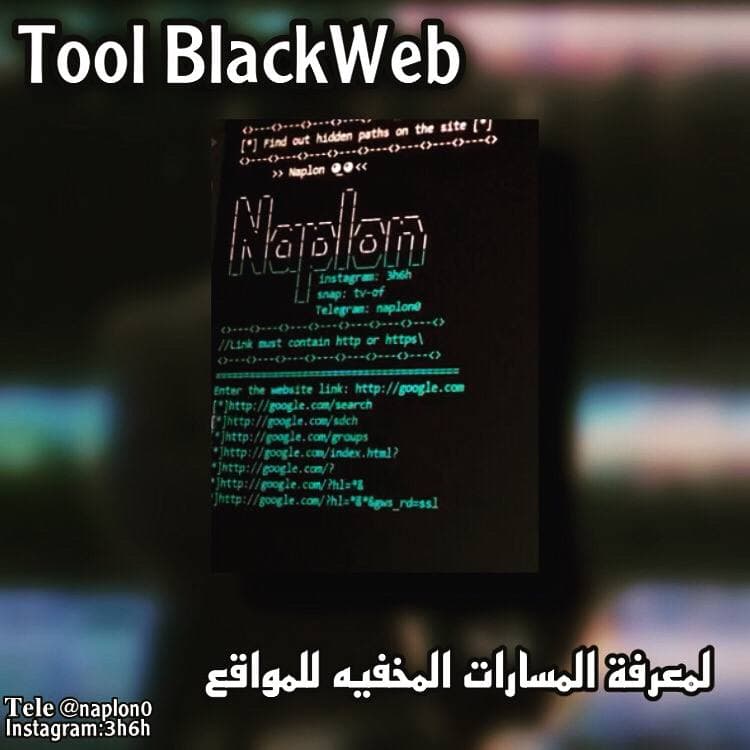 Tool BlackWeb
<>---<>---<>---<>---<>---<>---<>---<>
[*] Find out hidden paths on the site [*]
<>---<>---<>---<>---<>---<>---<>---<>
>> Naplon <<
Naplon
instagram: 3h6h
snap: tv-of
Telegram: naplon0
<>---<>---<>---<>---<>---<>---<>
//Link must contain http or https\
<>---<>---<>---<>---<>---<>---<>
==========================================
Enter the website link: http://google.com
[*]http://google.com/search
[*]http://google.com/sdch
*]http://google.com/groups
*]http://google.com/index.html?
*]http://google.com/?
*]http://google.com/?hl=*&
*]http://google.com/?hl=*&*&gws_rd=ssl
لمعرفة المسارات المخفيه للمواقع
Tele @naplon0
Instagram:3h6h